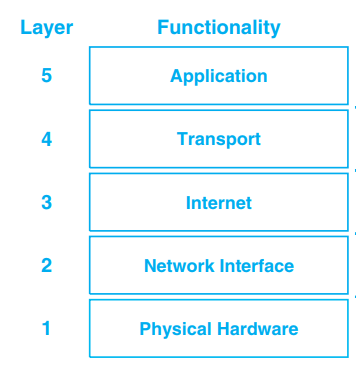 Layer Functionality
5 Application
4 Transport
3 Internet
2 Network Interface
1 Physical Hardware